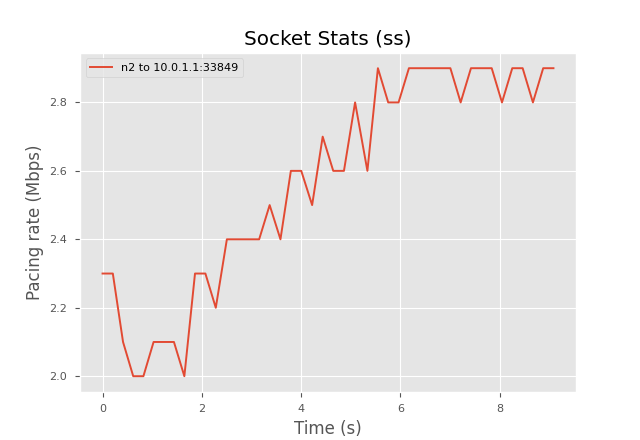 Socket Stats (ss)
n2 to 10.0.1.1:33849
Pacing rate (Mbps)
2.8
2.6
2.4
2.2
2.0
0 2 4 6 8
Time (s)